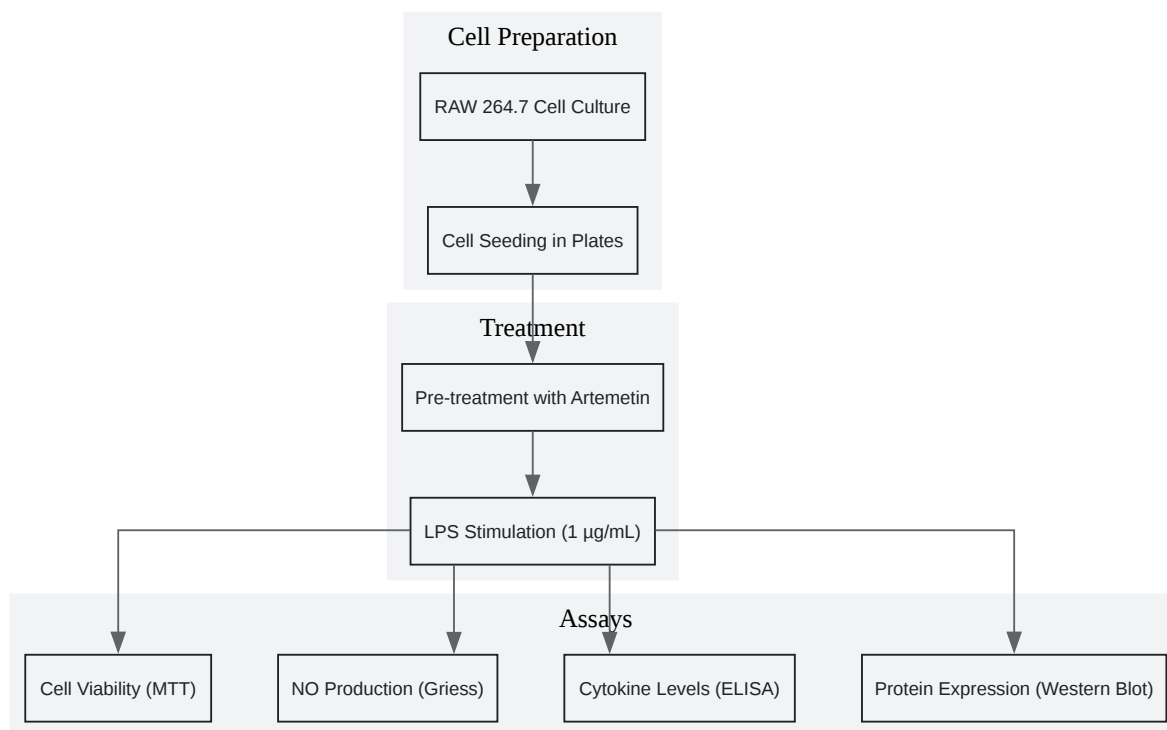 Cell Preparation
RAW 264.7 Cell Culture
Cell Seeding in Plates
Treatment
Pre-treatment with Artemetin
LPS Stimulation (1 µg/mL)
Assays
Cell Viability (MTT)
NO Production (Griess)
Cytokine Levels (ELISA)
Protein Expression (Western Blot)